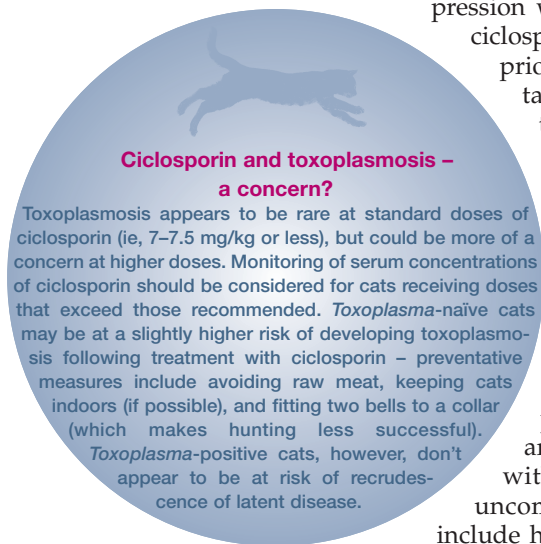 pression w
ciclosp
prio
ta
t
Ciclosporin and toxoplasmosis –
a concern?
Toxoplasmosis appears to be rare at standard doses of
ciclosporin (ie, 7–7.5 mg/kg or less), but could be more of a
concern at higher doses. Monitoring of serum concentrations
of ciclosporin should be considered for cats receiving doses
that exceed those recommended. Toxoplasma-naïve cats
may be at a slightly higher risk of developing toxoplasmo-
sis following treatment with ciclosporin – preventative
measures include avoiding raw meat, keeping cats
indoors (if possible), and fitting two bells to a collar
(which makes hunting less successful).
Toxoplasma-positive cats, however, don't
appear to be at risk of recrudes-
cence of latent disease.
ar
wit
uncon
include h